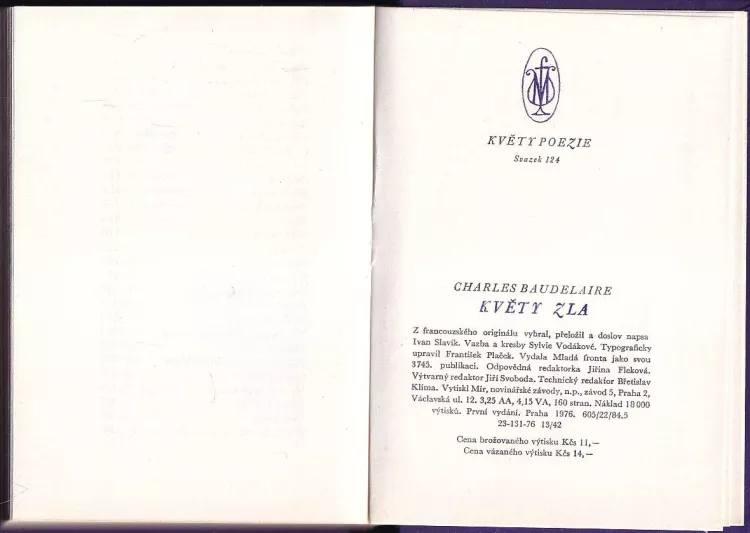 KVĚTY POEZIE
Svazek 124
CHARLES BAUDELAIRE
KVĚTY ZLA
Z francouzského originálu vybral, přeložil a doslov napsa
Ivan Slavík. Vazba a kresby Sylvie Vodákové. Typograficky
upravil František Plaček. Vydala Mladá fronta jako svou
3745. publikaci. Odpovědná redaktorka Jiřina Fleková.
Výtvarný redaktor Jiří Svoboda. Technický redaktor Břetislav
Klíma. Vytiskl Mír, novinářské závody, n.p., závod 5, Praha 2,
Václavská ul. 12. 3,25 AA, 4,15 VA, 160 stran. Náklad 18 000
výtisků. První vydání. Praha 1976. 605/22/84.5
23-131-76 13/42
Cena brožovaného výtisku Kčs 11,—
Cena vázaného výtisku Kčs 14,—